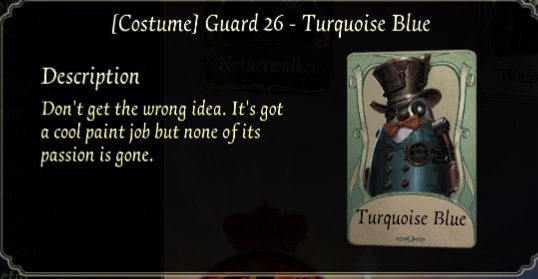 [Costume] Guard 26 - Turquoise Blue
Netherwalker
Description
Don't get the wrong idea. It's got
a cool paint job but none of its
passion is gone.
Turquoise Blue